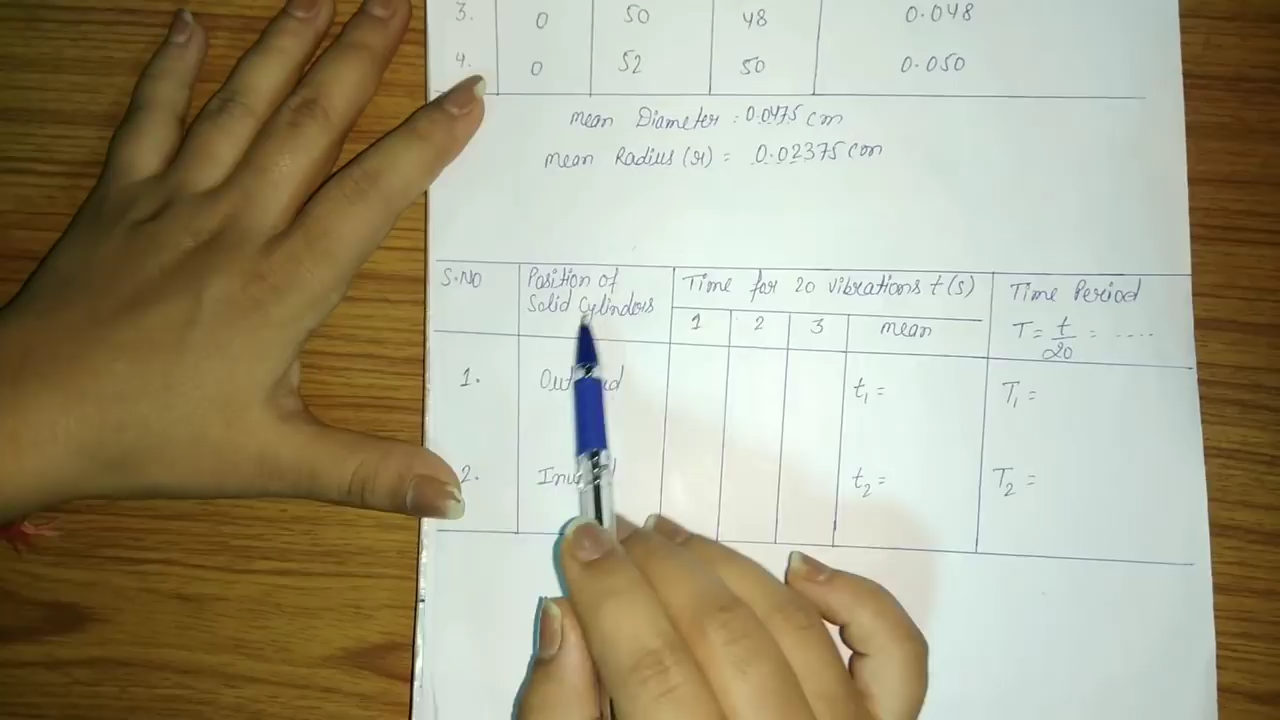 3. 0 50 48 0.048
4. 0 52 50 0.050
mean Diameter : 0.0475 cm
mean Radius (r) = 0.02375 cm
S.NO Position of Solid Cylinders Time for 20 vibrations t(s) Time Period
1 2 3 mean T = t/20 = ....
1. t₁ = T₁ =
2. t₂ = T₂ =